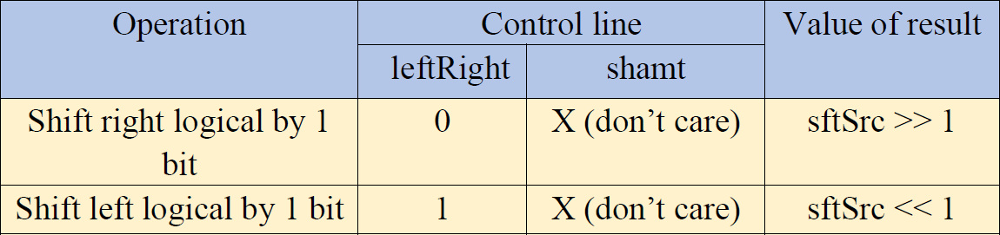 Operation
Control line
Value of result
leftRight
shamt
Shift right logical by 1
bit
0
X (don’t care)
sftSrc >> 1
Shift left logical by 1 bit
1
X (don’t care)
sftSrc << 1